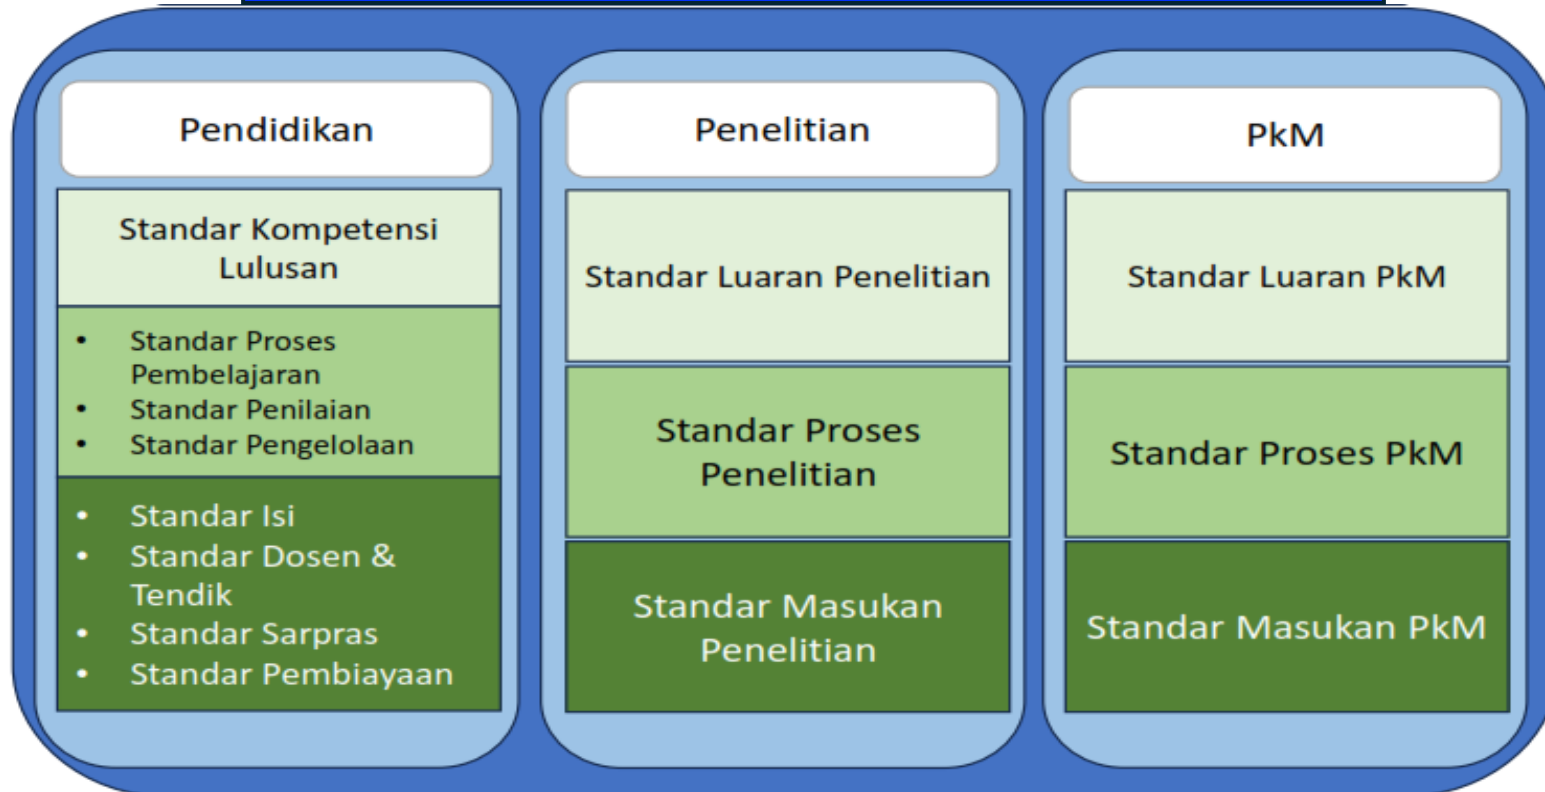 Pendidikan
Standar Kompetensi
Lulusan
• Standar Proses
Pembelajaran
• Standar Penilaian
• Standar Pengelolaan
• Standar Isi
• Standar Dosen &
Tendik
• Standar Sarpras
• Standar Pembiayaan
Penelitian
Standar Luaran Penelitian
Standar Proses
Penelitian
Standar Masukan
Penelitian
PkM
Standar Luaran PkM
Standar Proses PkM
Standar Masukan PkM